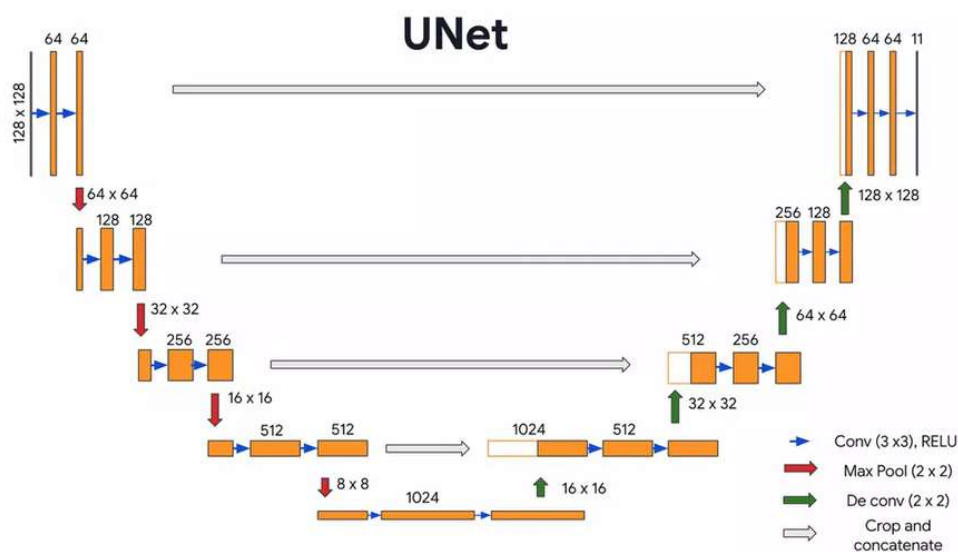 UNet
64 64
128 64 64 11
128 x 128
64 x 64
128 x 128
128 128
256 128
32 x 32
64 x 64
256 256
512 256
16 x 16
32 x 32
512 512
1024 512
8 x 8
16 x 16
1024
Conv (3 x3), RELU
Max Pool (2 x 2)
De conv (2 x 2)
Crop and
concatenate